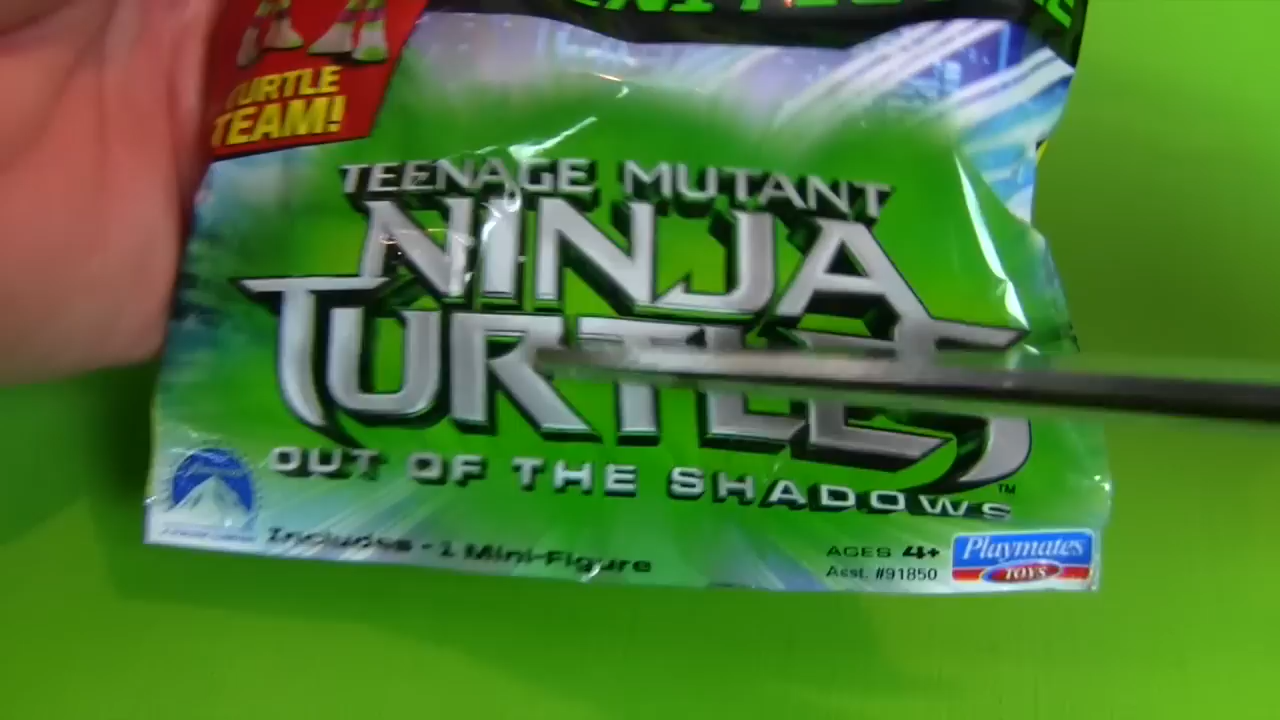 TURTLE
TEAM!
TEENAGE MUTANT
NINJA
TURTLES
OUT OF THE SHADOWS
TM
Includes - 1 Mini-Figure
AGES 4+
Asst. #91850
Playmates
TOYS